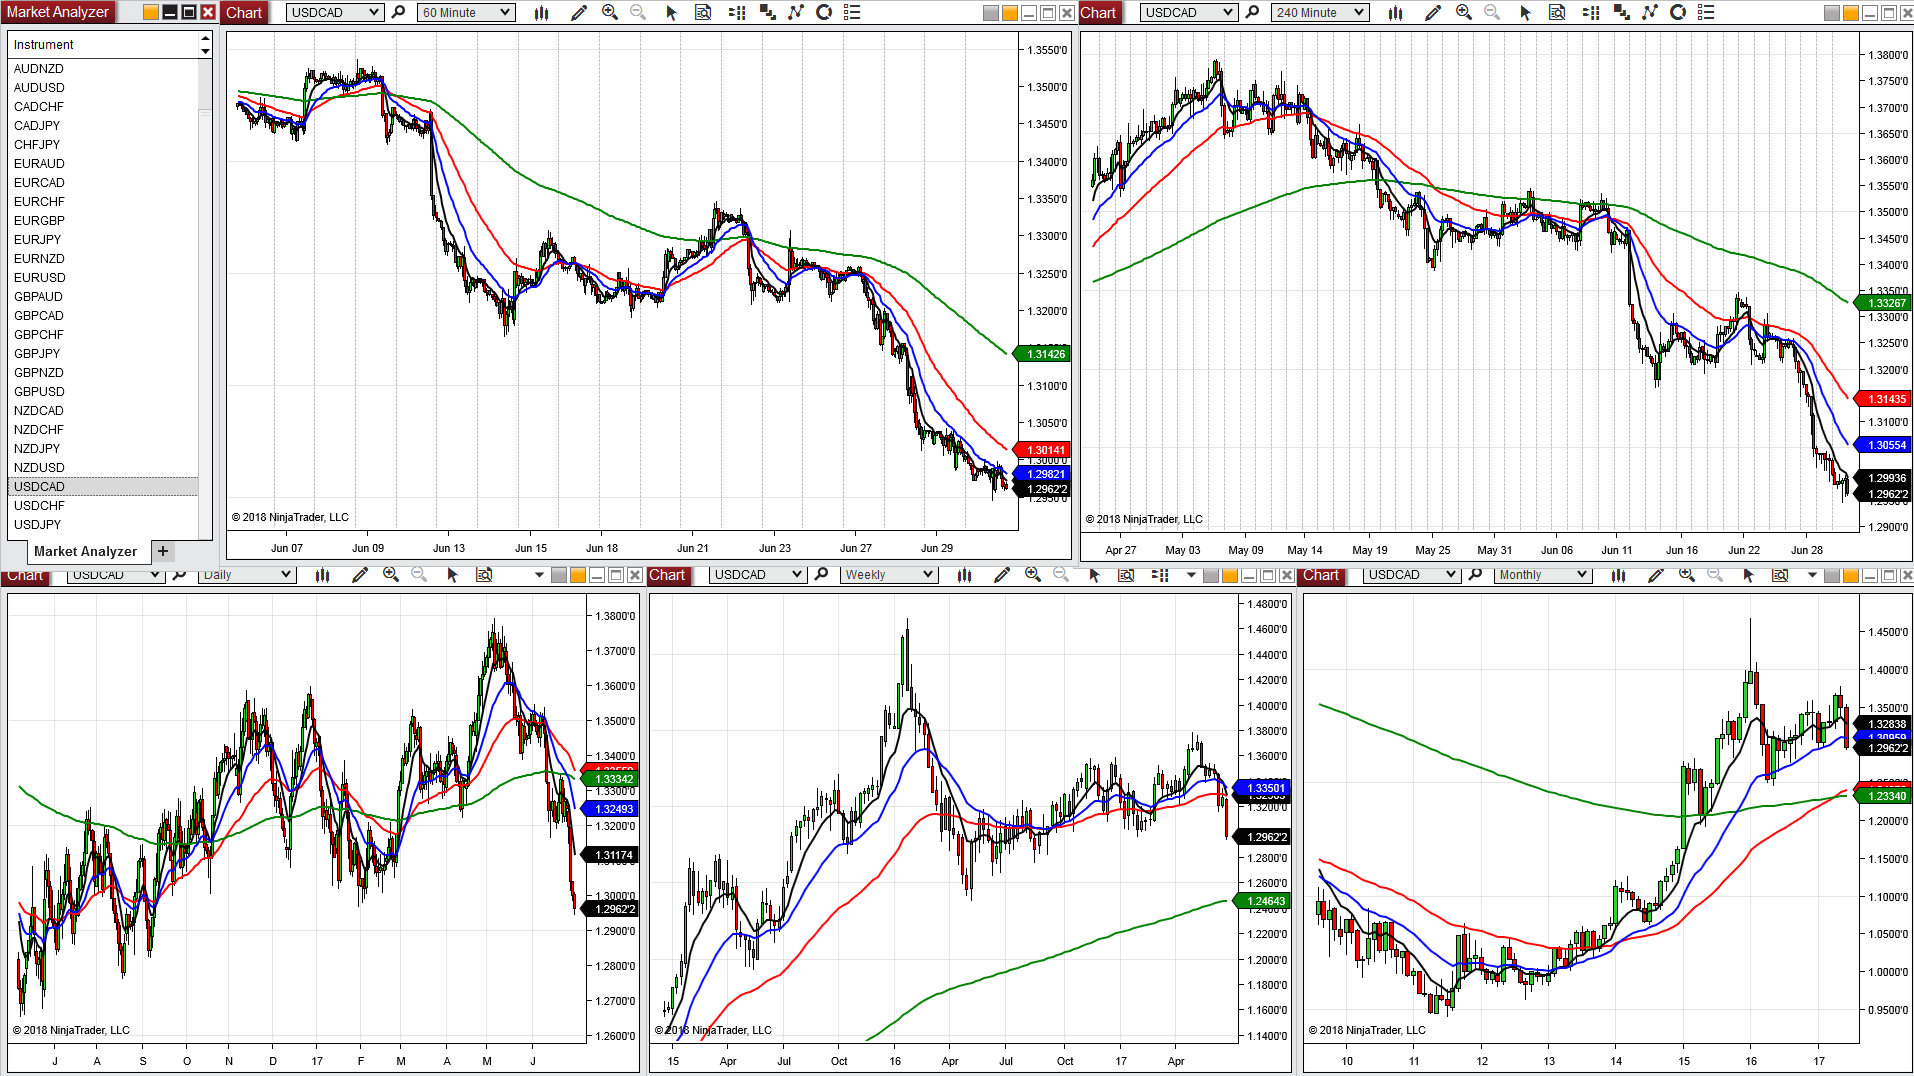 Market Analyzer
Instrument
AUDNZD
AUDUSD
CADCHF
CADJPY
CHFJPY
EURAUD
EURCAD
EURCHF
EURGBP
EURJPY
EURNZD
EURUSD
GBPAUD
GBPCAD
GBPCHF
GBPJPY
GBPNZD
GBPUSD
NZDCAD
NZDCHF
NZDJPY
NZDUSD
USDCAD
USDCHF
USDJPY
Market Analyzer +
Chart USDCAD 60 Minute
1.3550'0
1.3500'0
1.3450'0
1.3400'0
1.3350'0
1.3300'0
1.3250'0
1.3200'0
1.31426
1.3100'0
1.3050'0
1.30141
1.3000'0
1.29821
1.2962'2
1.2950'0
© 2018 NinjaTrader, LLC
Jun 07 Jun 09 Jun 13 Jun 15 Jun 18 Jun 21 Jun 23 Jun 27 Jun 29
Chart USDCAD 240 Minute
1.3800'0
1.3750'0
1.3700'0
1.3650'0
1.3600'0
1.3550'0
1.3500'0
1.3450'0
1.3400'0
1.3350'0
1.33267
1.3300'0
1.3250'0
1.3200'0
1.31435
1.3100'0
1.30554
1.29936
1.2962'2
1.2900'0
© 2018 NinjaTrader, LLC
Apr 27 May 03 May 09 May 14 May 19 May 25 May 31 Jun 06 Jun 11 Jun 16 Jun 22 Jun 28
Chart USDCAD Daily
1.3800'0
1.3700'0
1.3600'0
1.3500'0
1.3400'0
1.33342
1.3300'0
1.32493
1.3200'0
1.31174
1.3000'0
1.2962'2
1.2900'0
1.2800'0
1.2700'0
1.2600'0
© 2018 NinjaTrader, LLC
J A S O N D 17 F M A M J
Chart USDCAD Weekly
1.4800'0
1.4600'0
1.4400'0
1.4200'0
1.4000'0
1.3800'0
1.3600'0
1.33501
1.3200'0
1.2962'2
1.2800'0
1.2600'0
1.24643
1.2400'0
1.2200'0
1.2000'0
1.1800'0
1.1600'0
1.1400'0
© 2018 NinjaTrader, LLC
15 Apr Jul Oct 16 Apr Jul Oct 17 Apr
Chart USDCAD Monthly
1.4500'0
1.4000'0
1.3500'0
1.32838
1.30959
1.2962'2
1.23340
1.2000'0
1.1500'0
1.1000'0
1.0500'0
1.0000'0
0.9500'0
© 2018 NinjaTrader, LLC
10 11 12 13 14 15 16 17